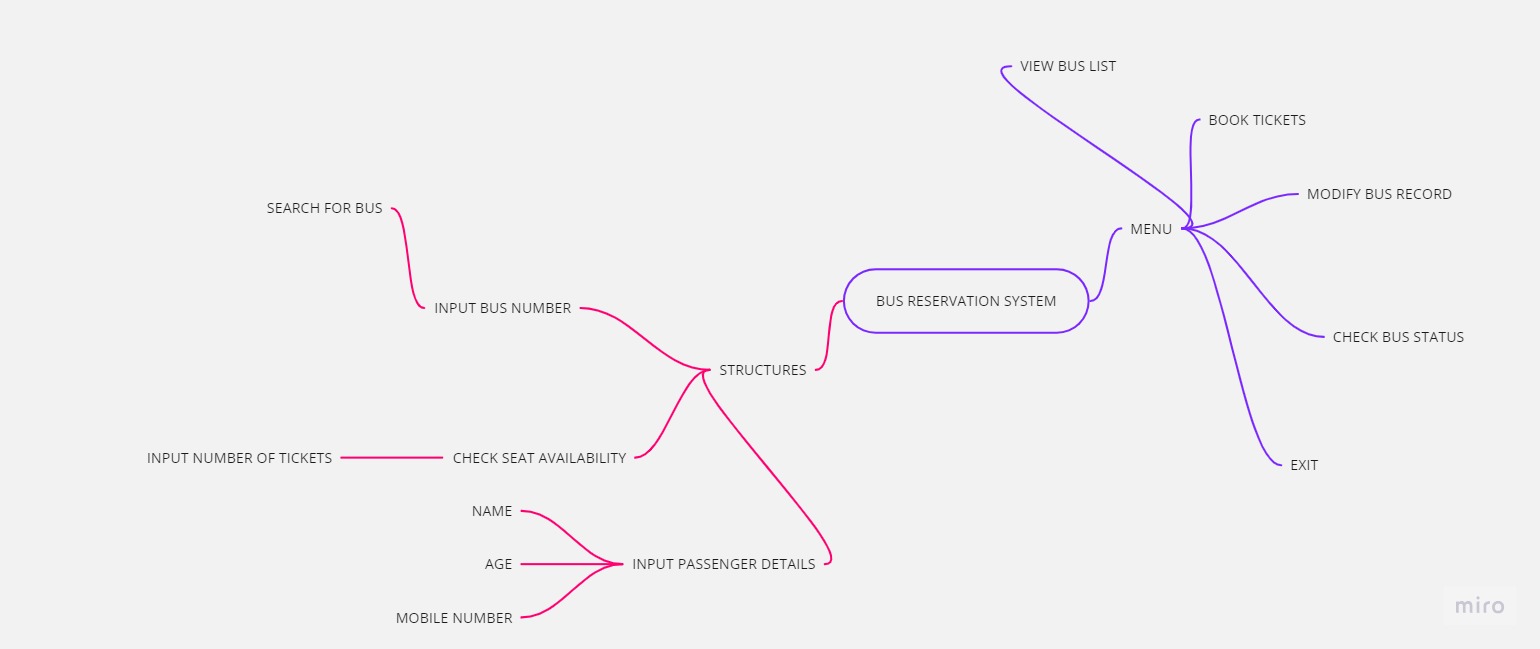 VIEW BUS LIST
BOOK TICKETS
MODIFY BUS RECORD
SEARCH FOR BUS
MENU
BUS RESERVATION SYSTEM
INPUT BUS NUMBER
CHECK BUS STATUS
STRUCTURES
INPUT NUMBER OF TICKETS
CHECK SEAT AVAILABILITY
EXIT
NAME
AGE
INPUT PASSENGER DETAILS
MOBILE NUMBER
miro